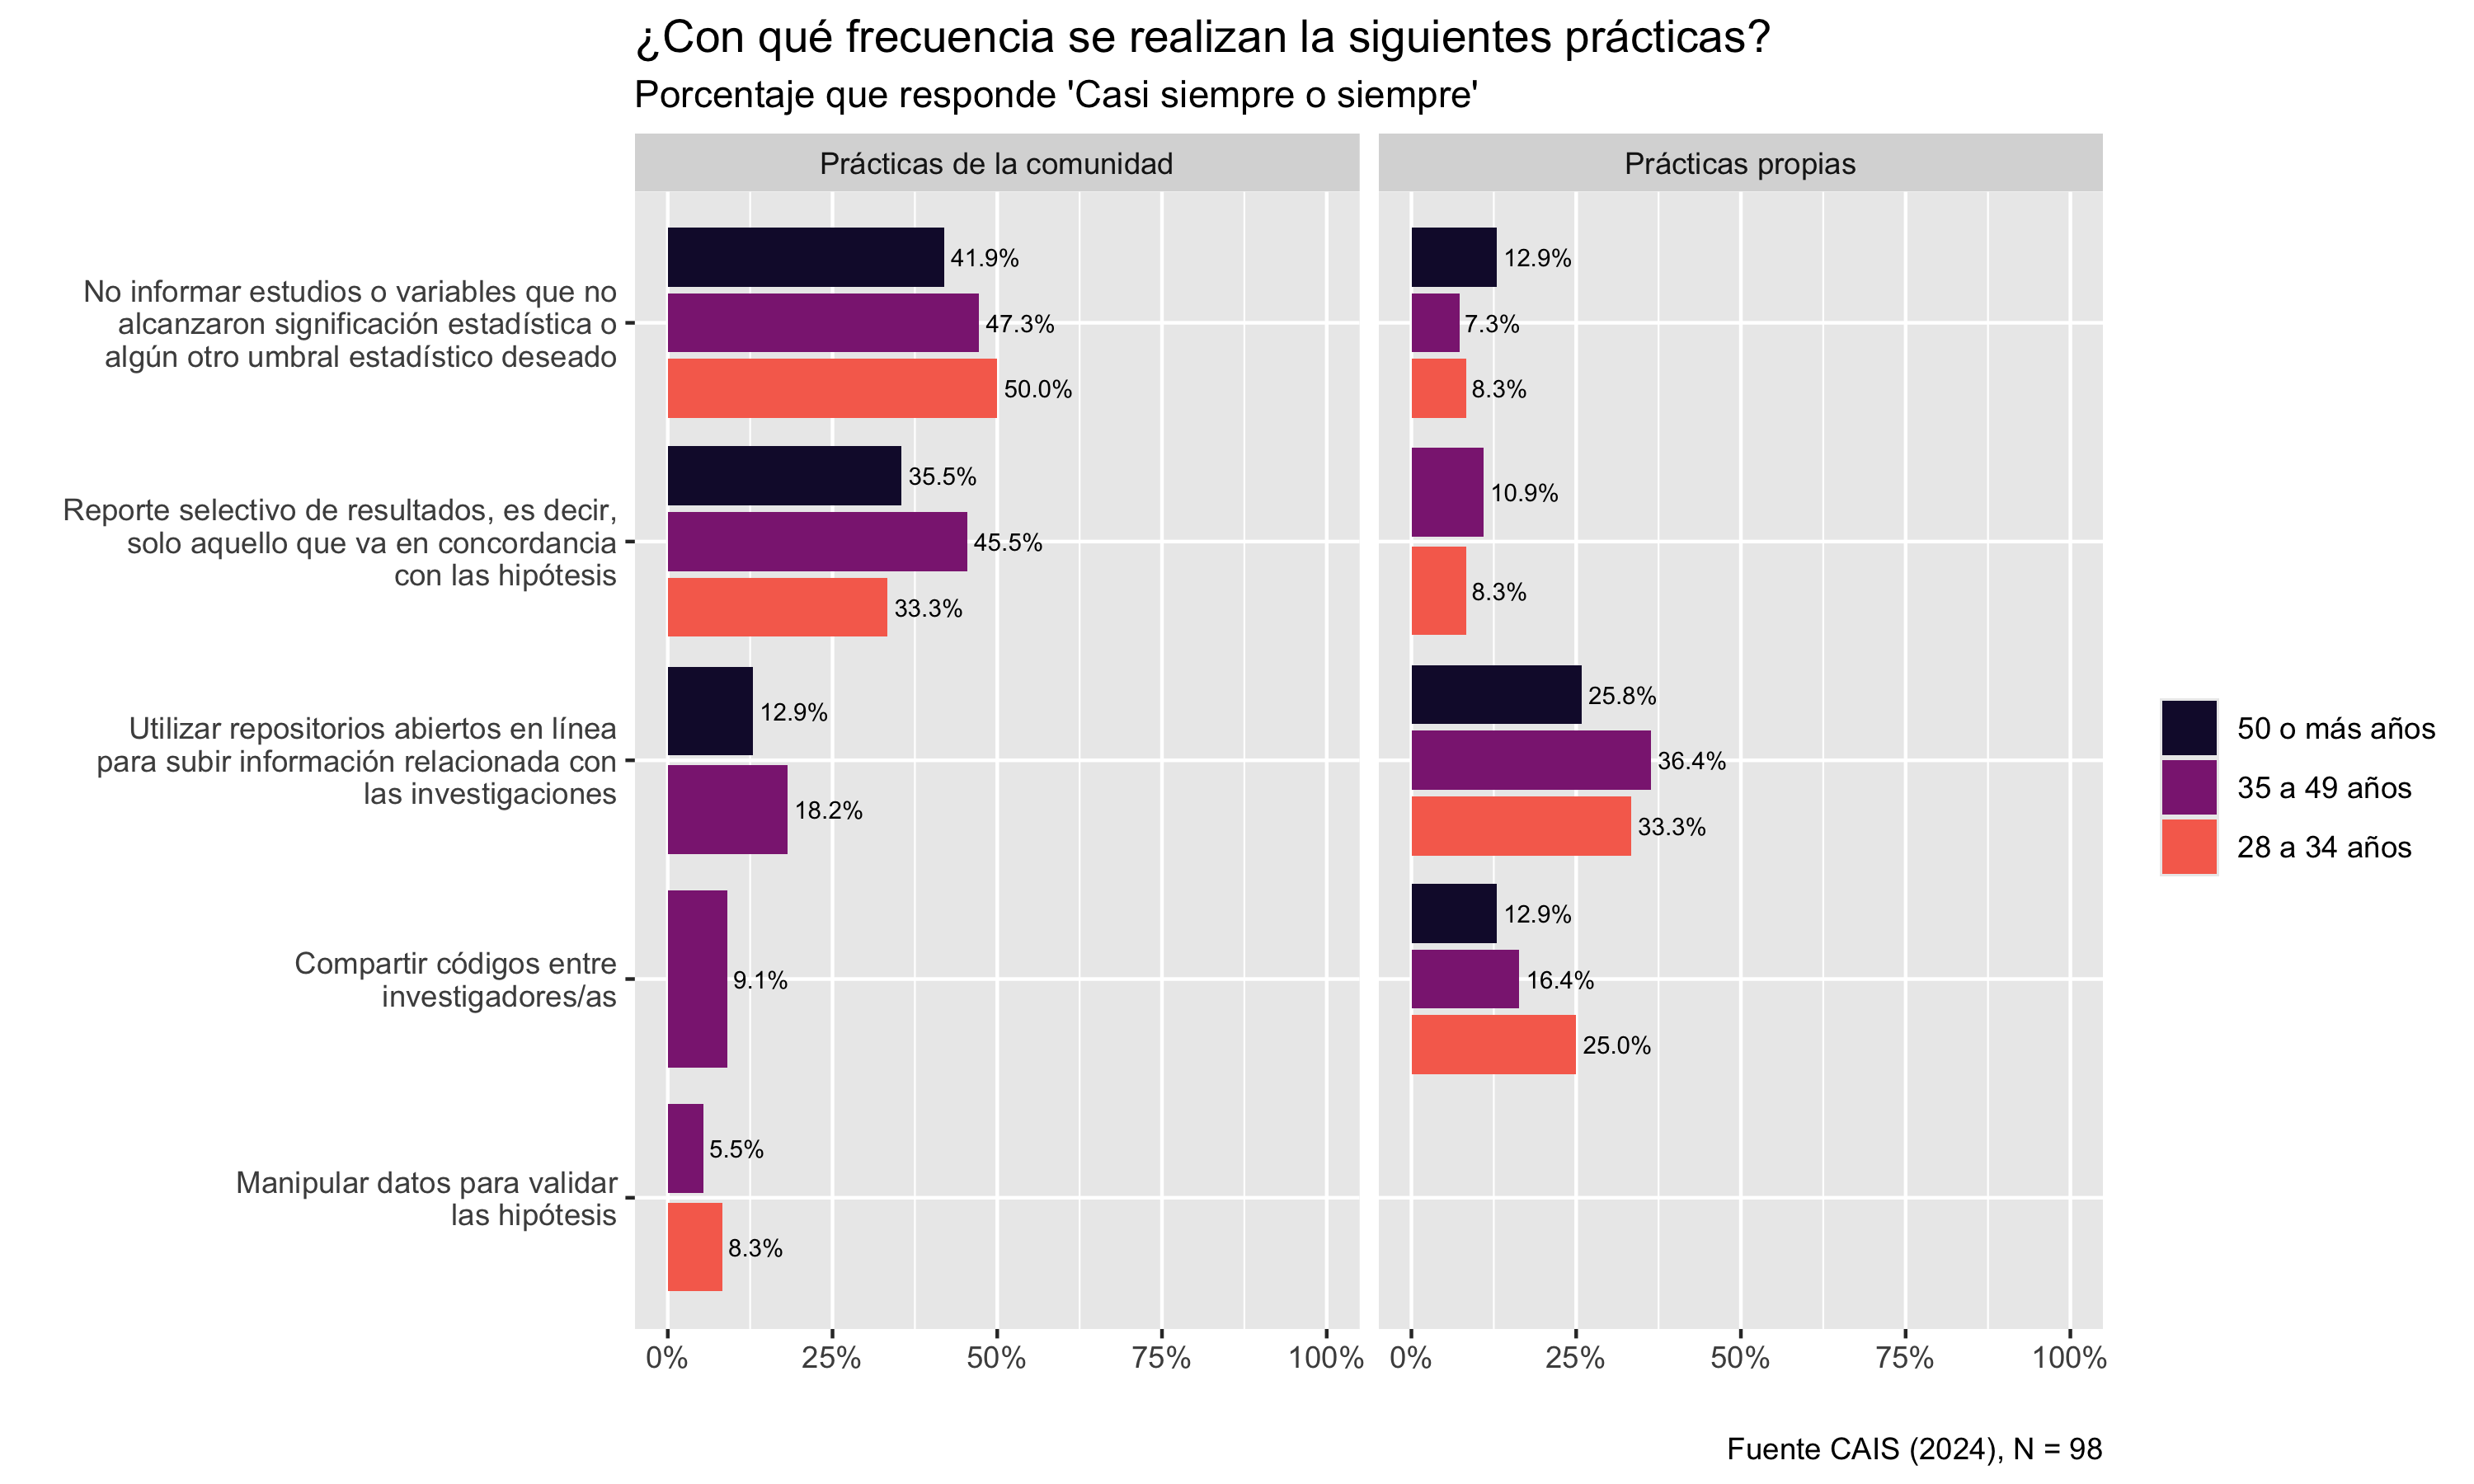 ¿Con qué frecuencia se realizan la siguientes prácticas?
Porcentaje que responde 'Casi siempre o siempre'
Prácticas de la comunidad
Prácticas propias
No informar estudios o variables que no
alcanzaron significación estadística o
algún otro umbral estadístico deseado
41.9%
47.3%
50.0%
12.9%
7.3%
8.3%
Reporte selectivo de resultados, es decir,
solo aquello que va en concordancia
con las hipótesis
35.5%
45.5%
33.3%
10.9%
8.3%
Utilizar repositorios abiertos en línea
para subir información relacionada con
las investigaciones
12.9%
18.2%
25.8%
36.4%
33.3%
Compartir códigos entre
investigadores/as
9.1%
12.9%
16.4%
25.0%
Manipular datos para validar
las hipótesis
5.5%
8.3%
0%
25%
50%
75%
100%
0%
25%
50%
75%
100%
50 o más años
35 a 49 años
28 a 34 años
Fuente CAIS (2024), N = 98